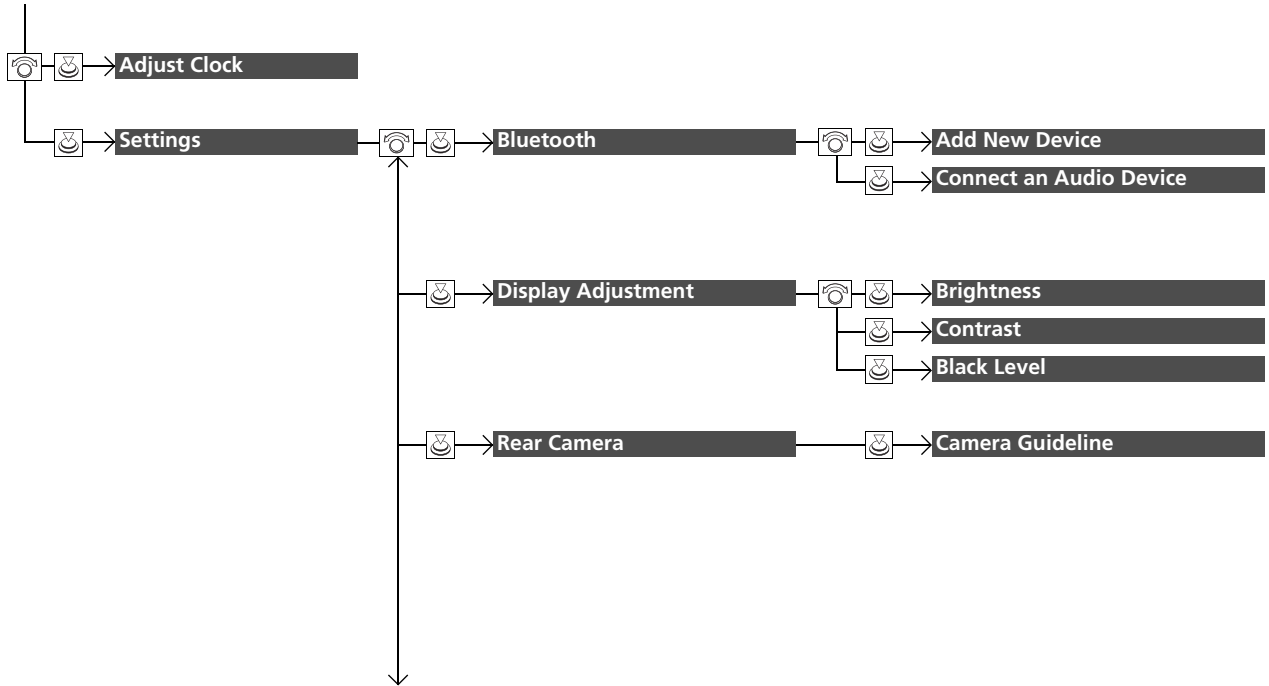 Adjust Clock
Settings
Bluetooth
Add New Device
Connect an Audio Device
Display Adjustment
Brightness
Contrast
Black Level
Rear Camera
Camera Guideline